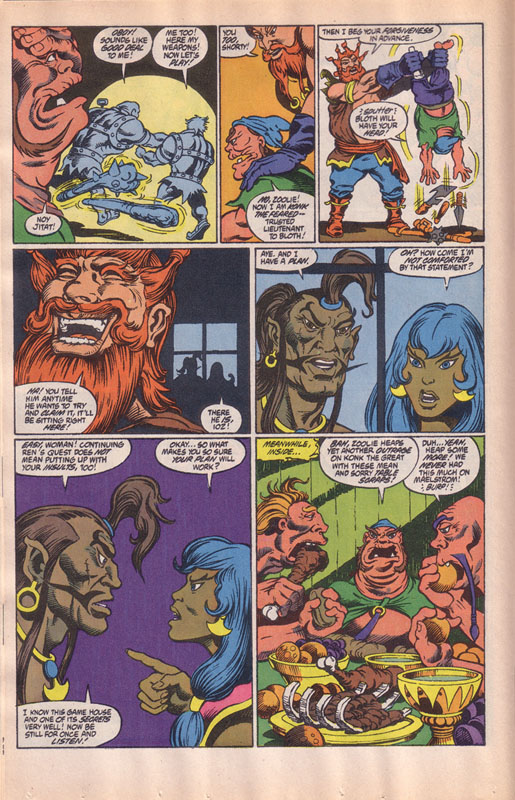 OBOY!
SOUNDS LIKE
GOOD DEAL
TO ME!
ME TOO!
HERE MY
WEAPONS!
NOW LET'S
PLAY!
NOY
JITAT!
YOU
TOO,
SHORTY!
NO, ZOOLIE!
NOW I AM KONK
THE FEARED--
TRUSTED
LIEUTENANT
TO BLOTH!
THEN I BEG YOUR FORGIVENESS
IN ADVANCE.
:SPUTTER:
BLOTH WILL
HAVE YOUR
HEAD!
HA! YOU TELL
HIM ANYTIME
HE WANTS TO TRY
AND CLAIM IT, IT'LL
BE SITTING RIGHT
HERE!
THERE
HE IS,
IOZ!
AYE. AND I
HAVE A PLAN.
OH? HOW COME I'M
NOT COMFORTED
BY THAT STATEMENT?
EASY, WOMAN! CONTINUING
REN'S QUEST DOES NOT
MEAN PUTTING UP WITH
YOUR INSULTS, TOO!
OKAY... SO WHAT
MAKES YOU SO SURE
YOUR PLAN WILL
WORK?
I KNOW THIS GAME HOUSE
AND ONE OF ITS SECRETS
VERY WELL! NOW BE
STILL FOR ONCE AND
LISTEN!
MEANWHILE,
INSIDE...
BAH, ZOOLIE HEAPS
YET ANOTHER OUTRAGE
ON KONK THE GREAT
WITH THESE MEAN
AND SORRY TABLE
SCRAPS!
DUH...YEAH,
HEAP SOME
MORE! WE
NEVER HAD
THIS MUCH ON
MAELSTROM!
:BURP!: